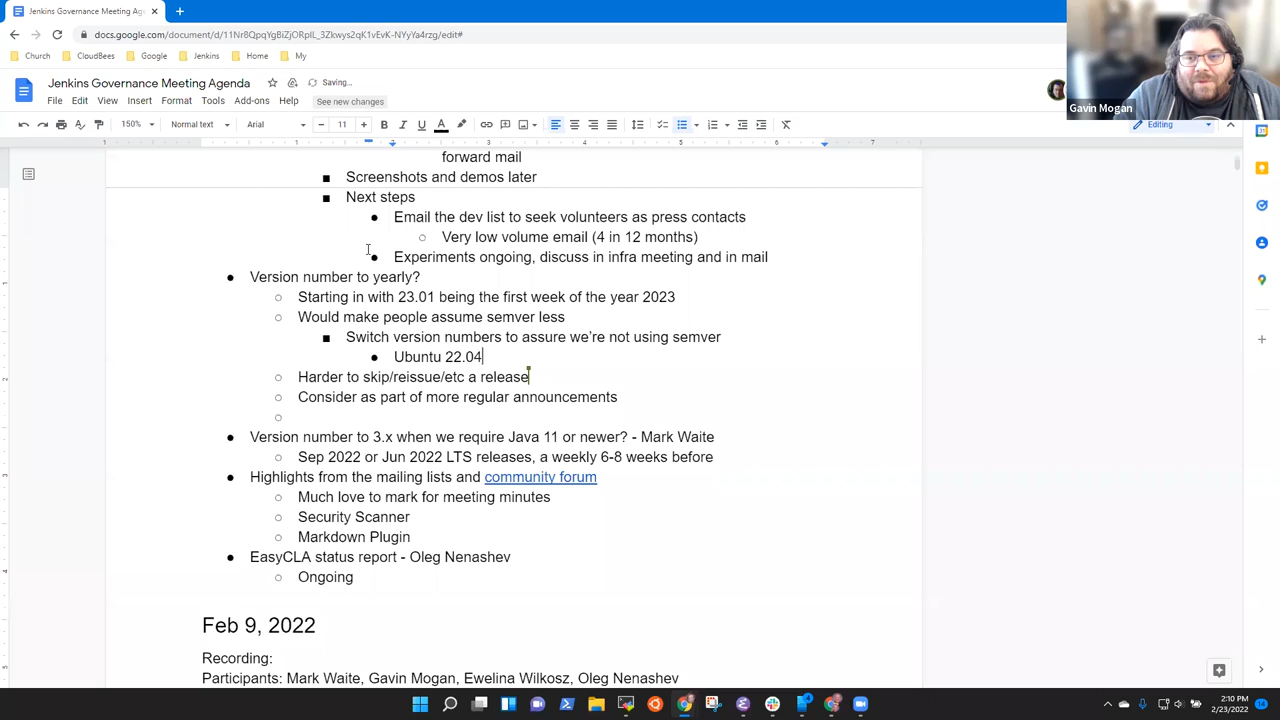 Jenkins Governance Meeting Ag
docs.google.com/document/d/11Nr8QpqYgBiZjORpIL_3Zkwys2qK1vEvK-NYyYa4rzg/edit#
Church
CloudBees
Google
Jenkins
Home
My
Gavin Mogan
Jenkins Governance Meeting Agenda
Saving...
File Edit View Insert Format Tools Add-ons Help See new changes
150% Normal text Arial 11 Editing
1 1 2 3 4 5 6 7
forward mail
Screenshots and demos later
Next steps
Email the dev list to seek volunteers as press contacts
Very low volume email (4 in 12 months)
Experiments ongoing, discuss in infra meeting and in mail
Version number to yearly?
Starting in with 23.01 being the first week of the year 2023
Would make people assume semver less
Switch version numbers to assure we're not using semver
Ubuntu 22.04
Harder to skip/reissue/etc a release
Consider as part of more regular announcements
Version number to 3.x when we require Java 11 or newer? - Mark Waite
Sep 2022 or Jun 2022 LTS releases, a weekly 6-8 weeks before
Highlights from the mailing lists and community forum
Much love to mark for meeting minutes
Security Scanner
Markdown Plugin
EasyCLA status report - Oleg Nenashev
Ongoing
Feb 9, 2022
Recording:
Participants: Mark Waite, Gavin Mogan, Ewelina Wilkosz, Oleg Nenashev
2:10 PM
2/23/2022